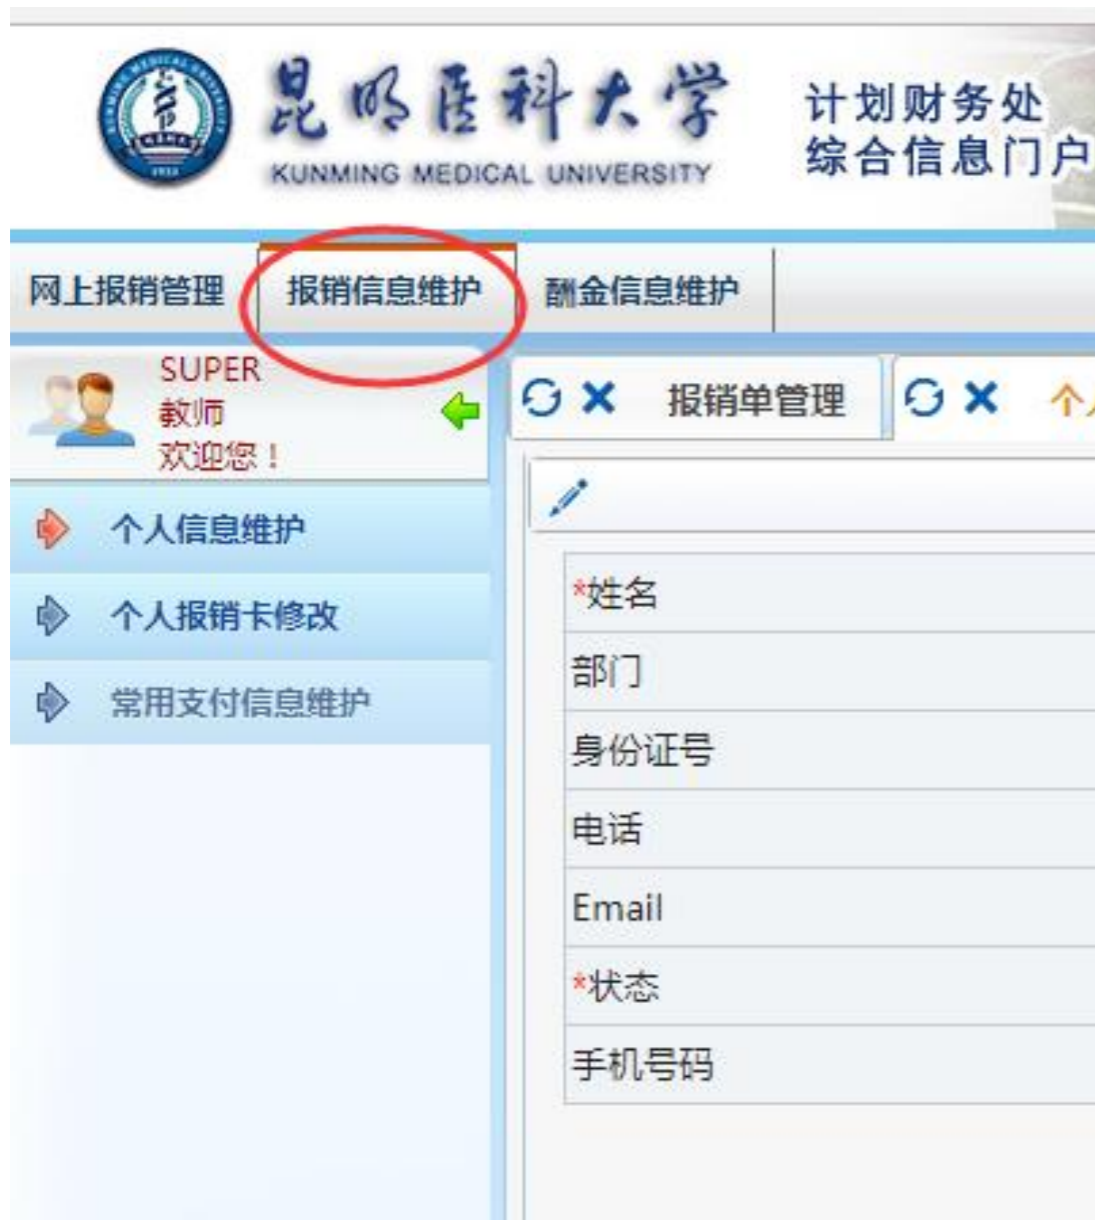 昆明医科大学
KUNMING MEDICAL UNIVERSITY
计划财务处
综合信息门户
网上报销管理
报销信息维护
酬金信息维护
SUPER
教师
欢迎您！
报销单管理
个人
个人信息维护
个人报销卡修改
常用支付信息维护
*姓名
部门
身份证号
电话
Email
*状态
手机号码